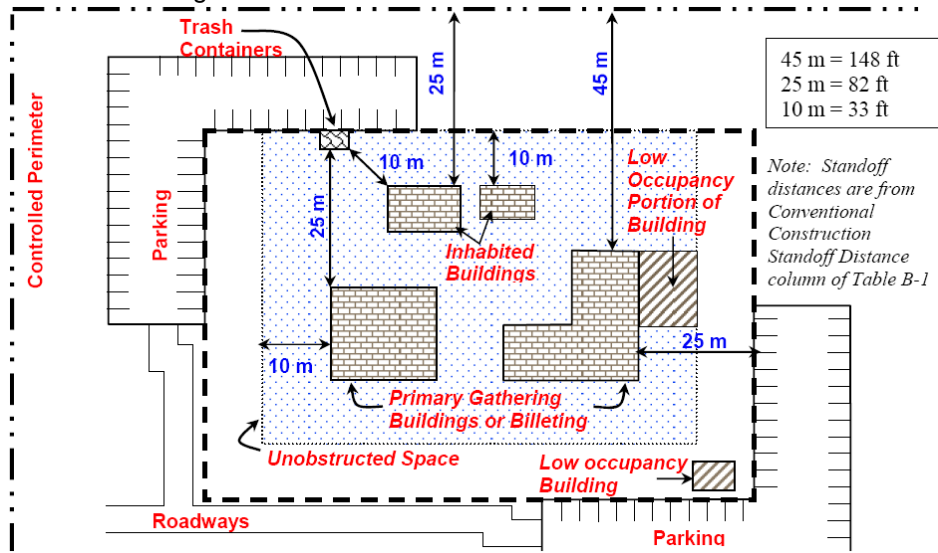 Trash
Containers
25 m
45 m
45 m = 148 ft
25 m = 82 ft
10 m = 33 ft
Controlled Perimeter
Parking
10 m
10 m
Low
Occupancy
Portion of
Building
Note: Standoff
distances are from
Conventional
Construction
Standoff Distance
column of Table B-1
25 m
Inhabited
Buildings
10 m
25 m
Primary Gathering
Buildings or Billeting
Unobstructed Space
Low occupancy
Building
Roadways
Parking